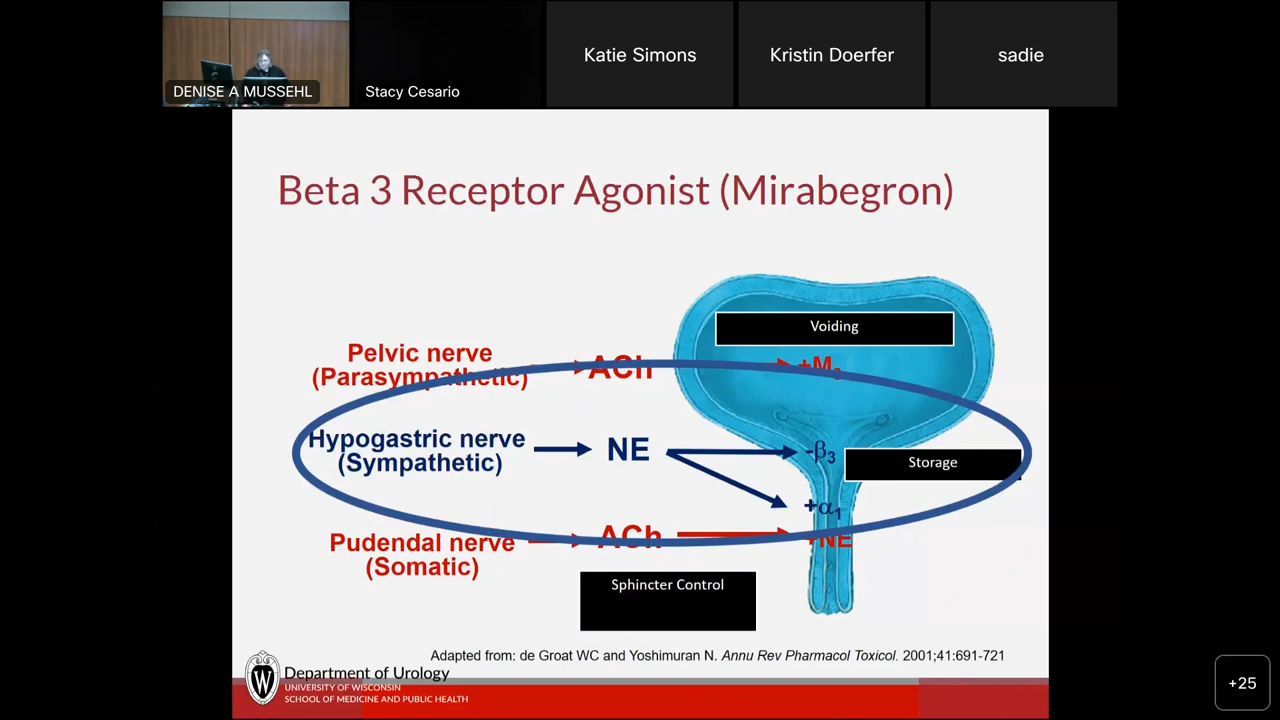 DENISE A MUSSEHL
Stacy Cesario
Katie Simons
Kristin Doerfer
sadie
Beta 3 Receptor Agonist (Mirabegron)
Voiding
Pelvic nerve
(Parasympathetic)
ACh
+M3
Hypogastric nerve
(Sympathetic)
NE
-β3
Storage
+α1
Pudendal nerve
(Somatic)
ACh
+NE
Sphincter Control
Adapted from: de Groat WC and Yoshimuran N. Annu Rev Pharmacol Toxicol. 2001;41:691-721
W
Department of Urology
UNIVERSITY OF WISCONSIN
SCHOOL OF MEDICINE AND PUBLIC HEALTH
+25